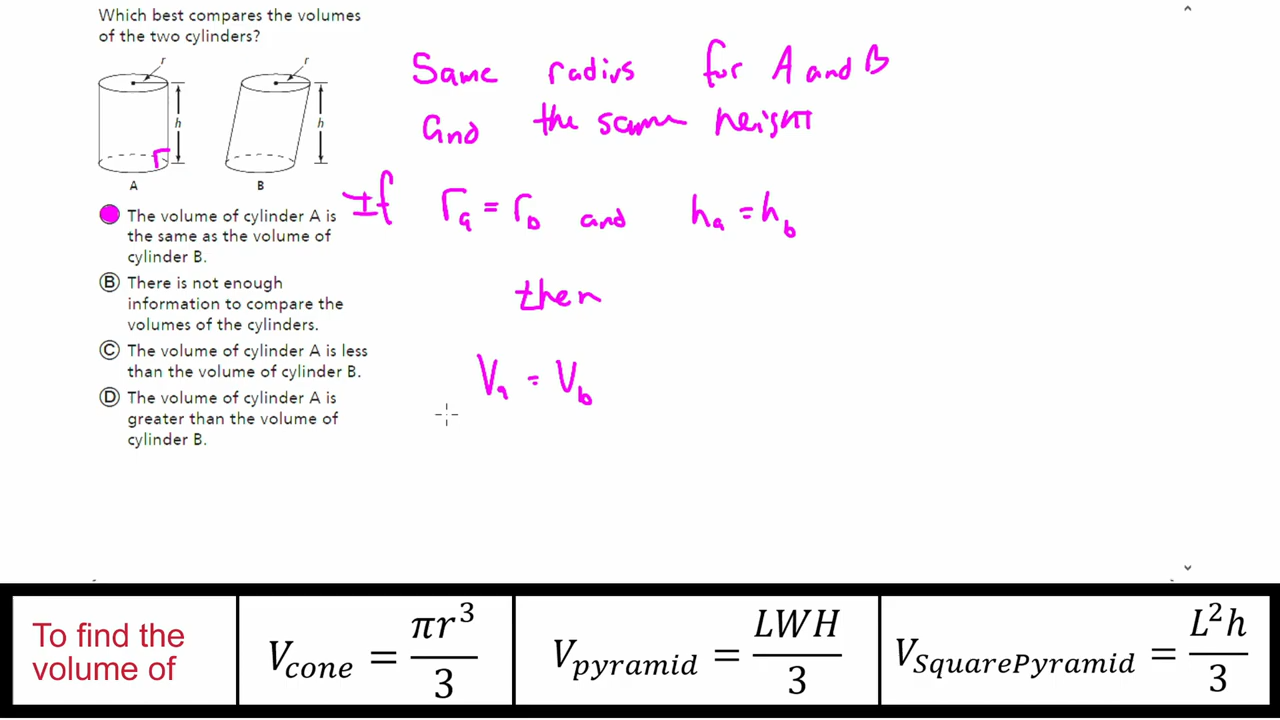 Which best compares the volumes
of the two cylinders?
r
r
h
h
r
A
B
The volume of cylinder A is
the same as the volume of
cylinder B.
Ⓑ There is not enough
information to compare the
volumes of the cylinders.
Ⓒ The volume of cylinder A is less
than the volume of cylinder B.
Ⓓ The volume of cylinder A is
greater than the volume of
cylinder B.
Same radius for A and B
and the same height
If r_a = r_b and h_a = h_b
then
V_a = V_b
To find the
volume of
V_cone = πr³/3
V_pyramid = LWH/3
V_SquarePyramid = L²h/3